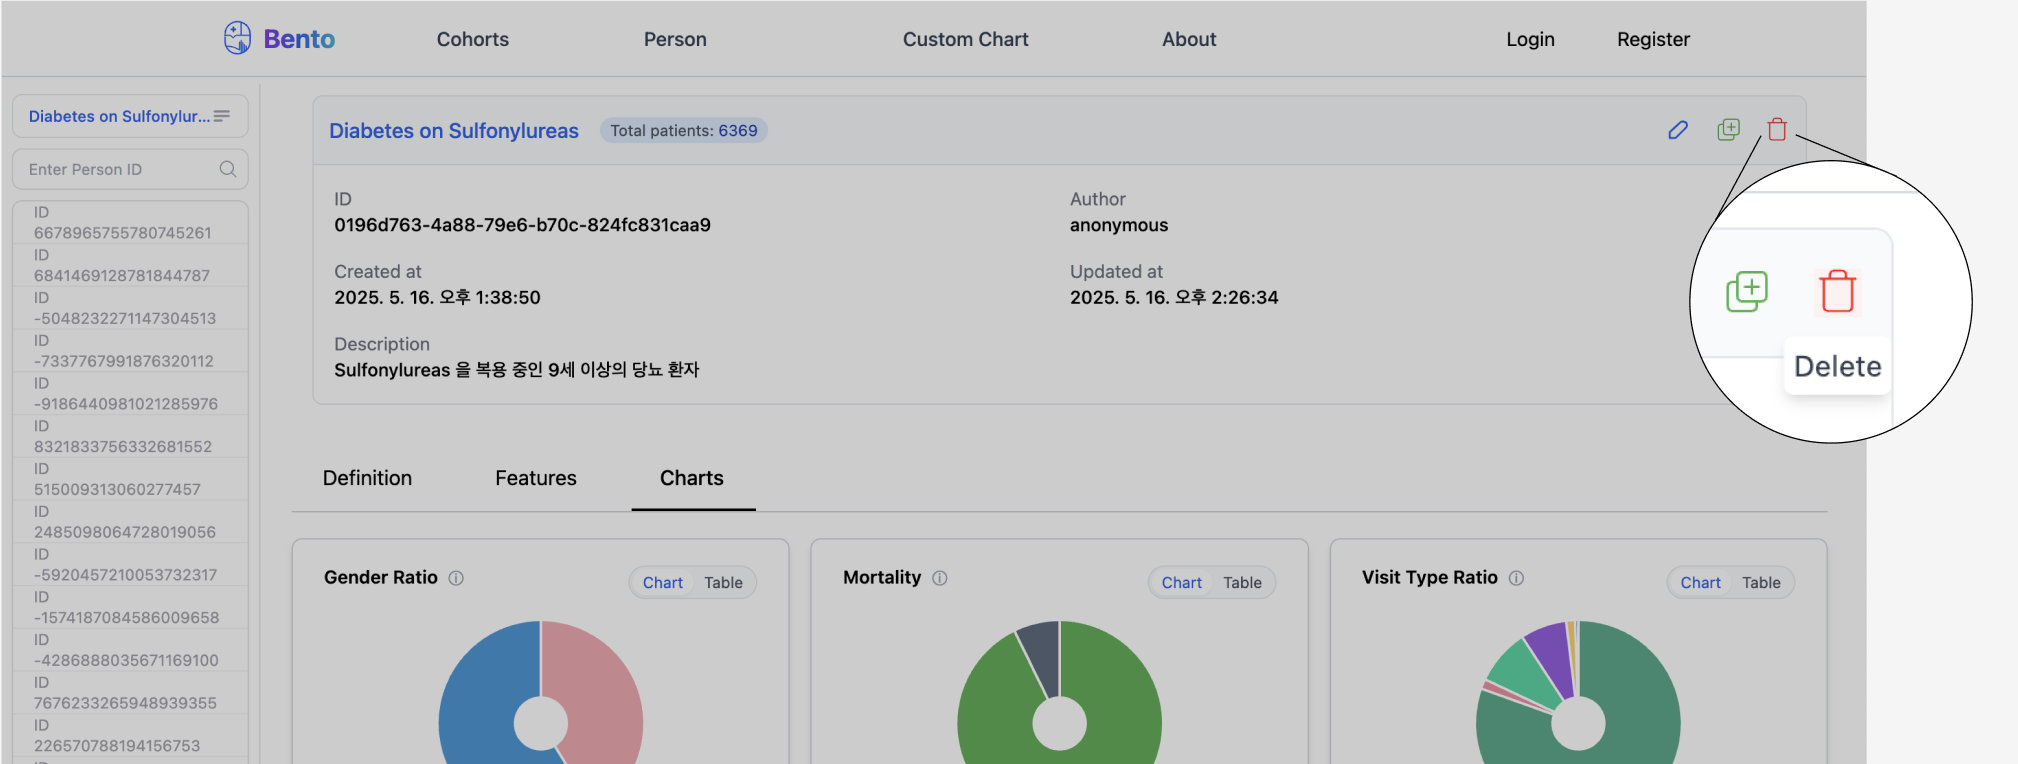 Bento
Cohorts
Person
Custom Chart
About
Login
Register
Diabetes on Sulfonylur...
Enter Person ID
ID
6678965755780745261
ID
6841469128781844787
ID
-5048232271147304513
ID
-7337767991876320112
ID
-9186440981021285976
ID
8321833756332681552
ID
515009313060277457
ID
2485098064728019056
ID
-5920457210053732317
ID
-1574187084586009658
ID
-4286888035671169100
ID
7676233265948939355
ID
226570788194156753
Diabetes on Sulfonylureas
Total patients: 6369
ID
0196d763-4a88-79e6-b70c-824fc831caa9
Author
anonymous
Created at
2025. 5. 16. 오후 1:38:50
Updated at
2025. 5. 16. 오후 2:26:34
Description
Sulfonylureas 을 복용 중인 9세 이상의 당뇨 환자
Delete
Definition
Features
Charts
Gender Ratio
Chart
Table
Mortality
Chart
Table
Visit Type Ratio
Chart
Table